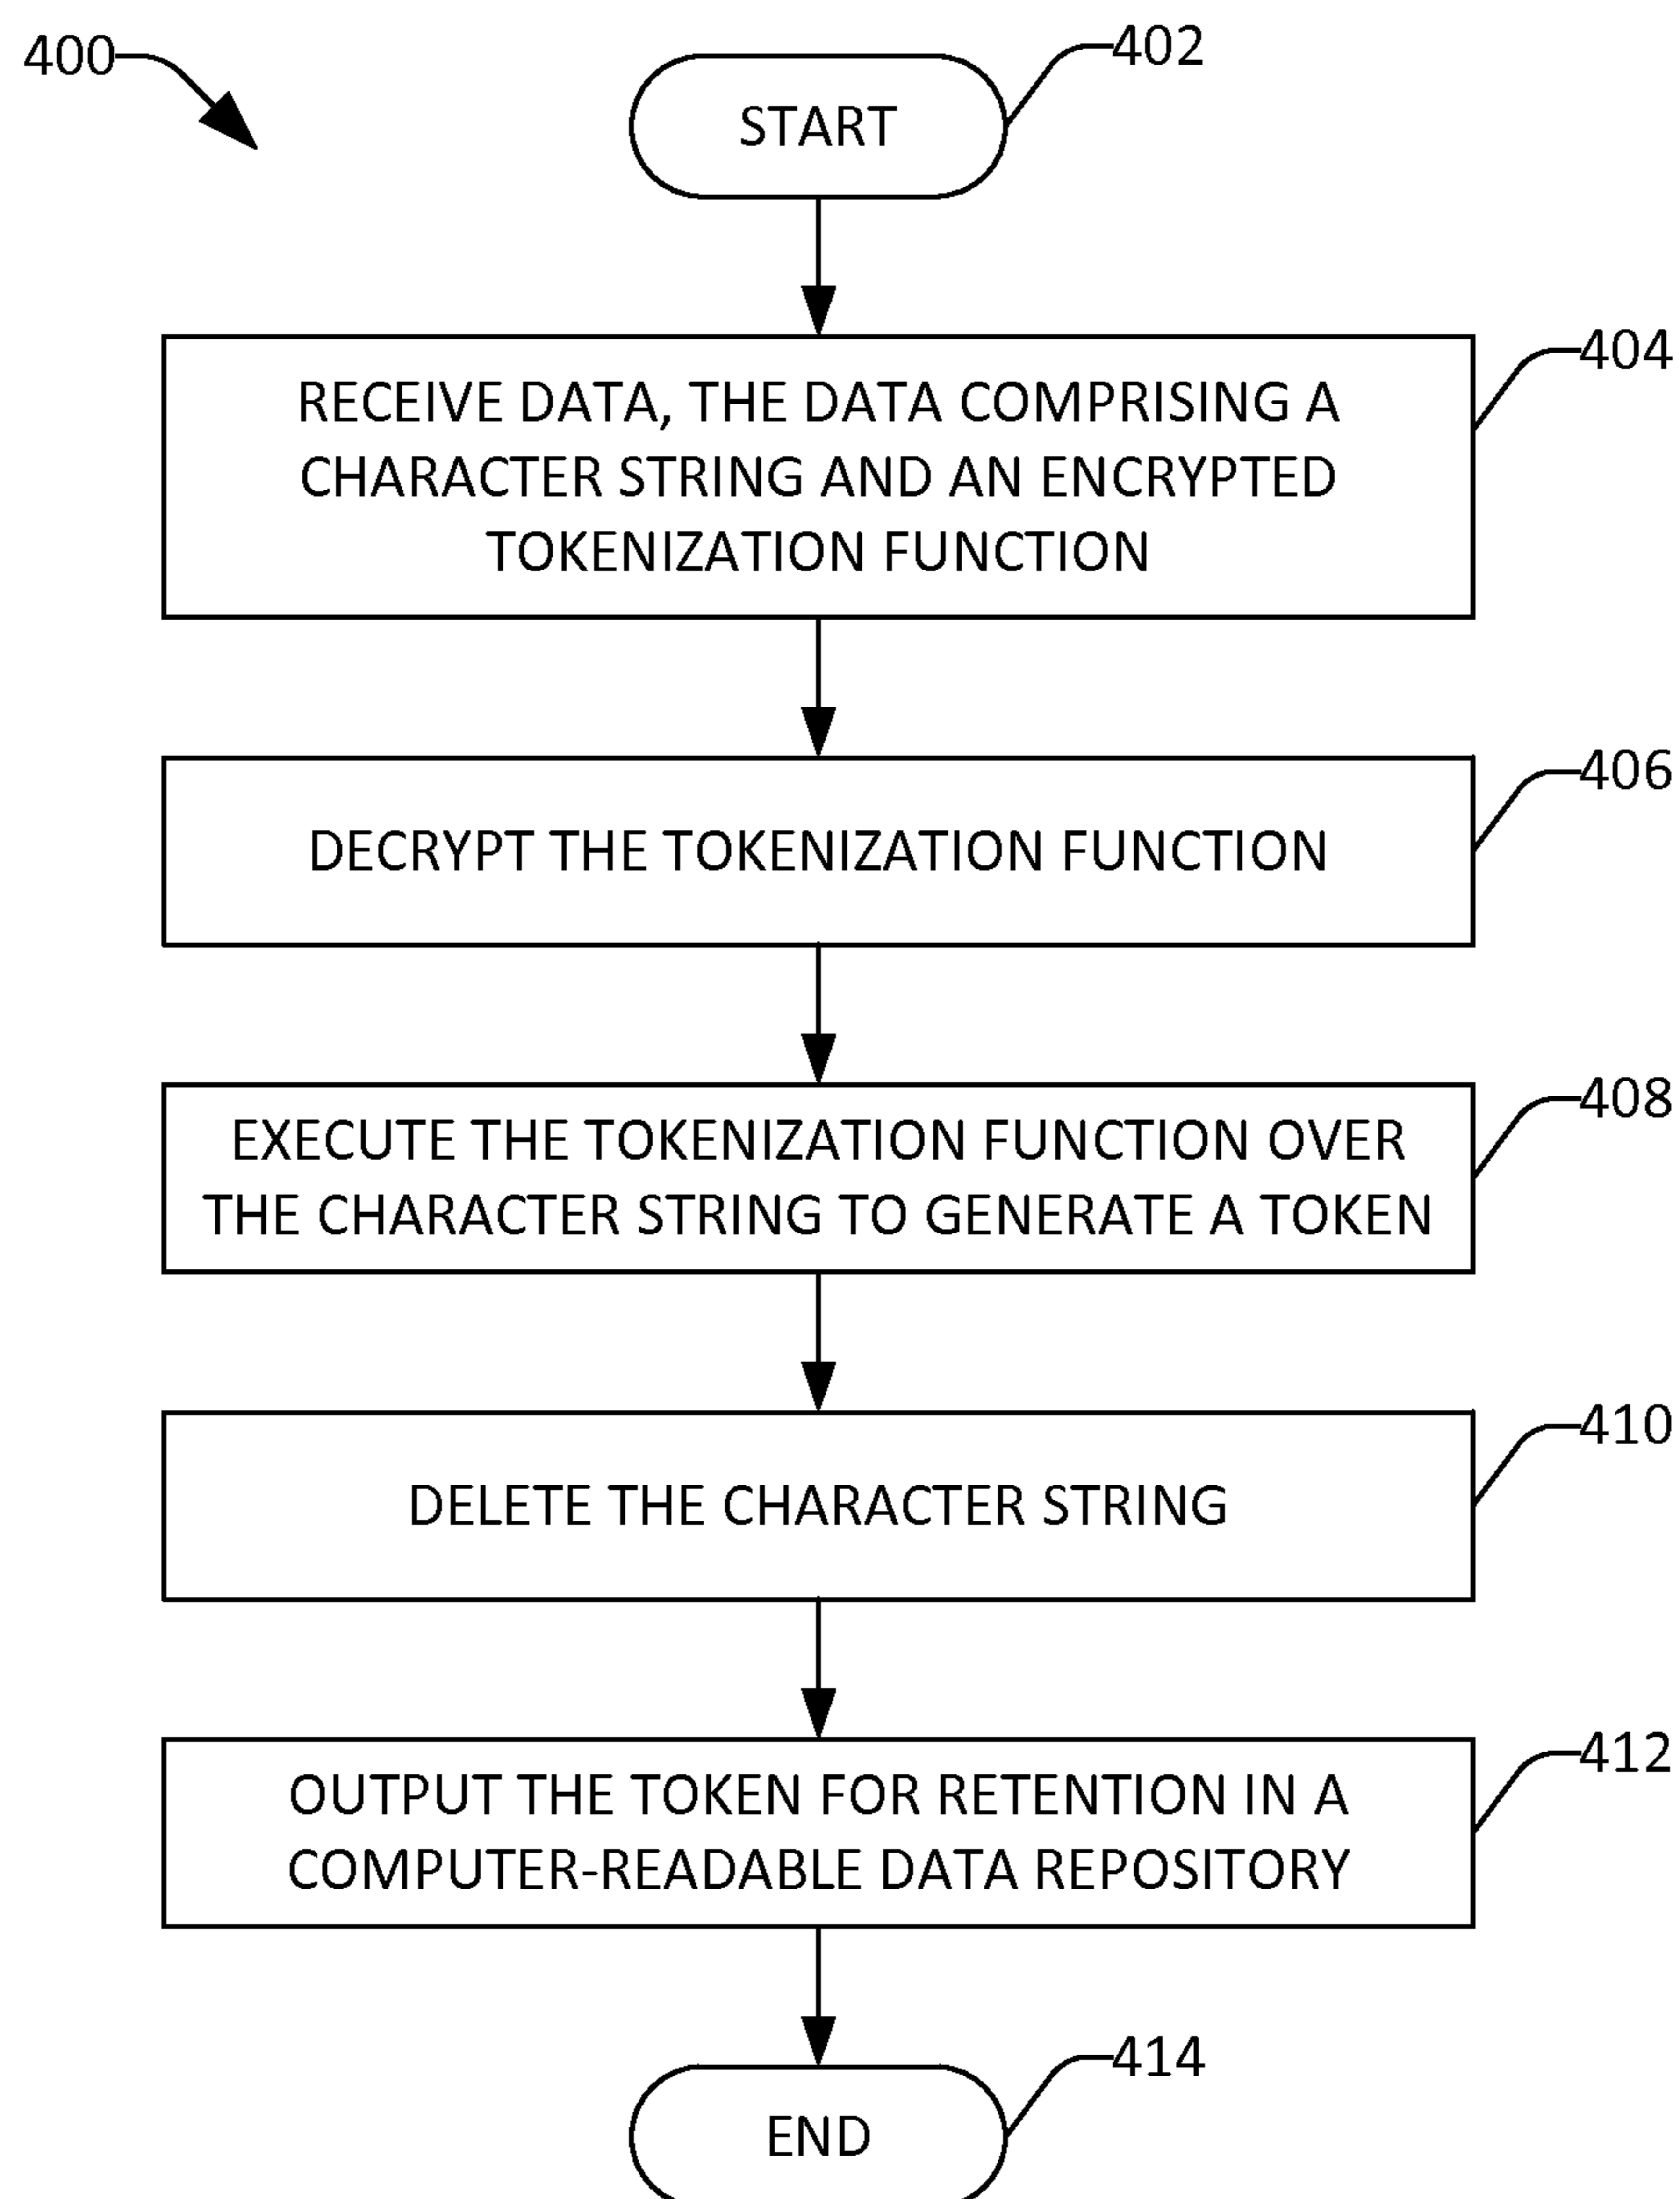 400
402
START
404
RECEIVE DATA, THE DATA COMPRISING A
CHARACTER STRING AND AN ENCRYPTED
TOKENIZATION FUNCTION
406
DECRYPT THE TOKENIZATION FUNCTION
408
EXECUTE THE TOKENIZATION FUNCTION OVER
THE CHARACTER STRING TO GENERATE A TOKEN
410
DELETE THE CHARACTER STRING
412
OUTPUT THE TOKEN FOR RETENTION IN A
COMPUTER-READABLE DATA REPOSITORY
414
END